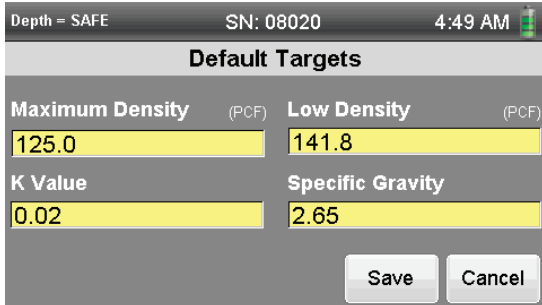 Depth = SAFE SN: 08020 4:49 AM
Default Targets
Maximum Density (PCF) Low Density (PCF)
125.0 141.8
K Value Specific Gravity
0.02 2.65
Save Cancel